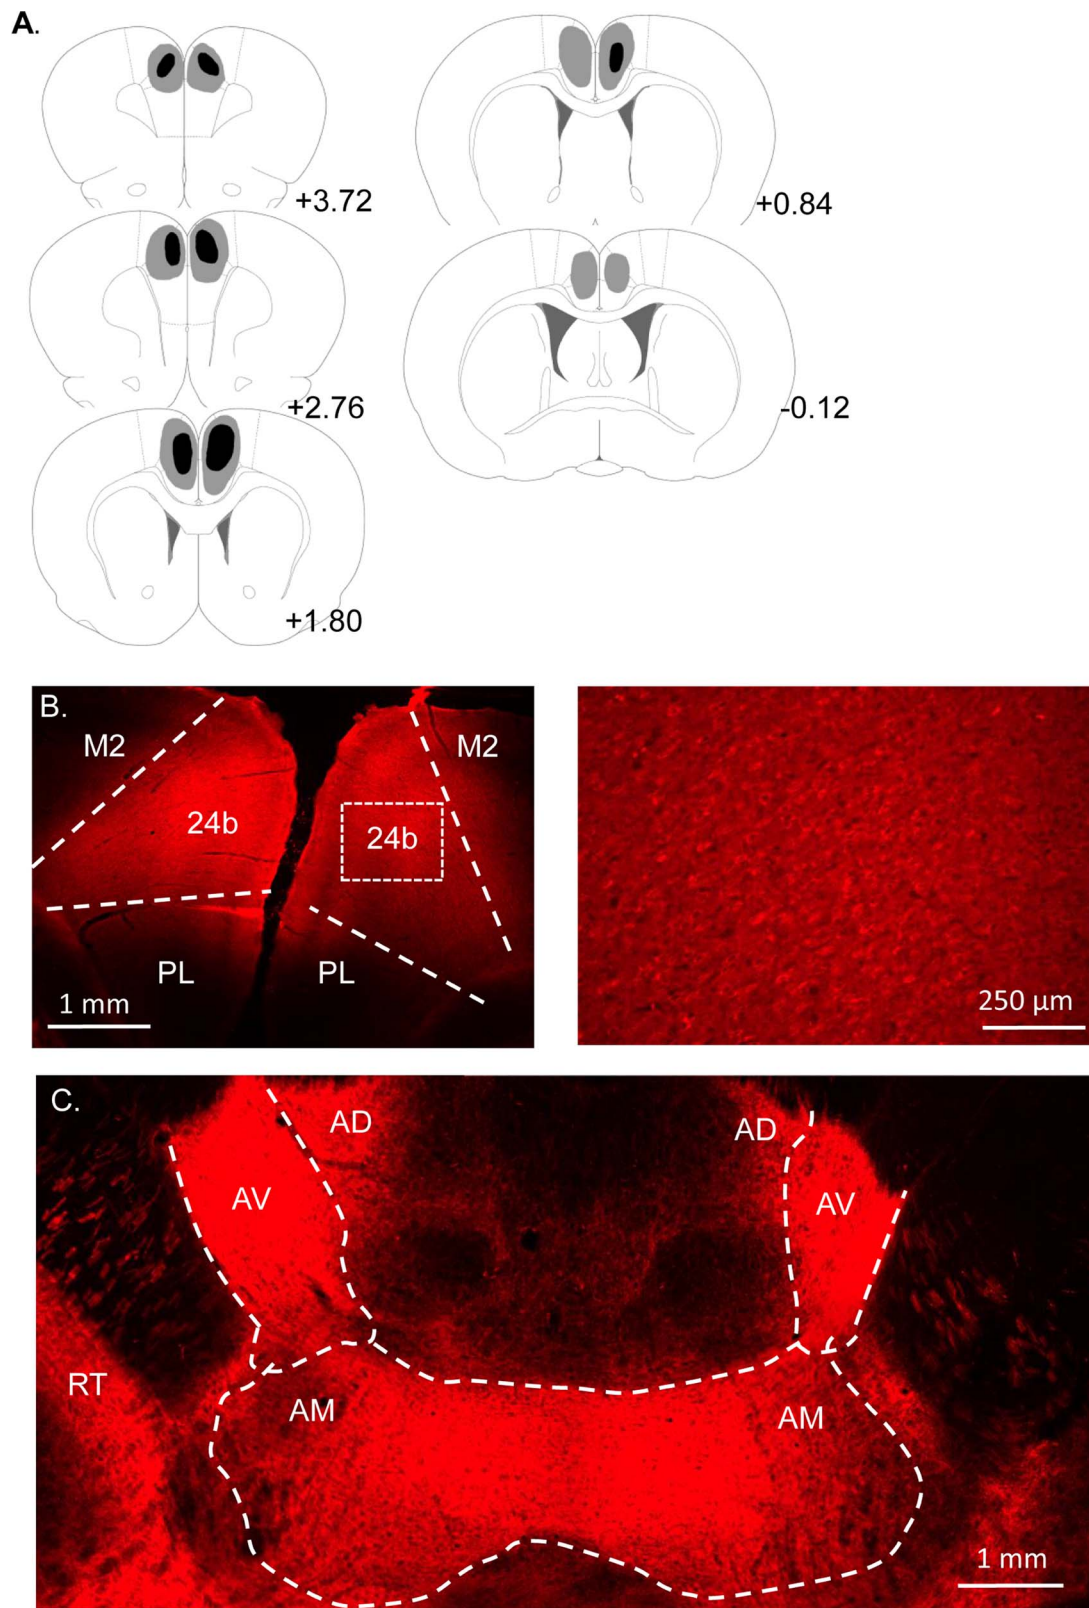 A.
+3.72
+2.76
+1.80
+0.84
-0.12
B.
M2
M2
24b
24b
PL
PL
1 mm
250 µm
C.
AD
AD
AV
AV
RT
AM
AM
1 mm